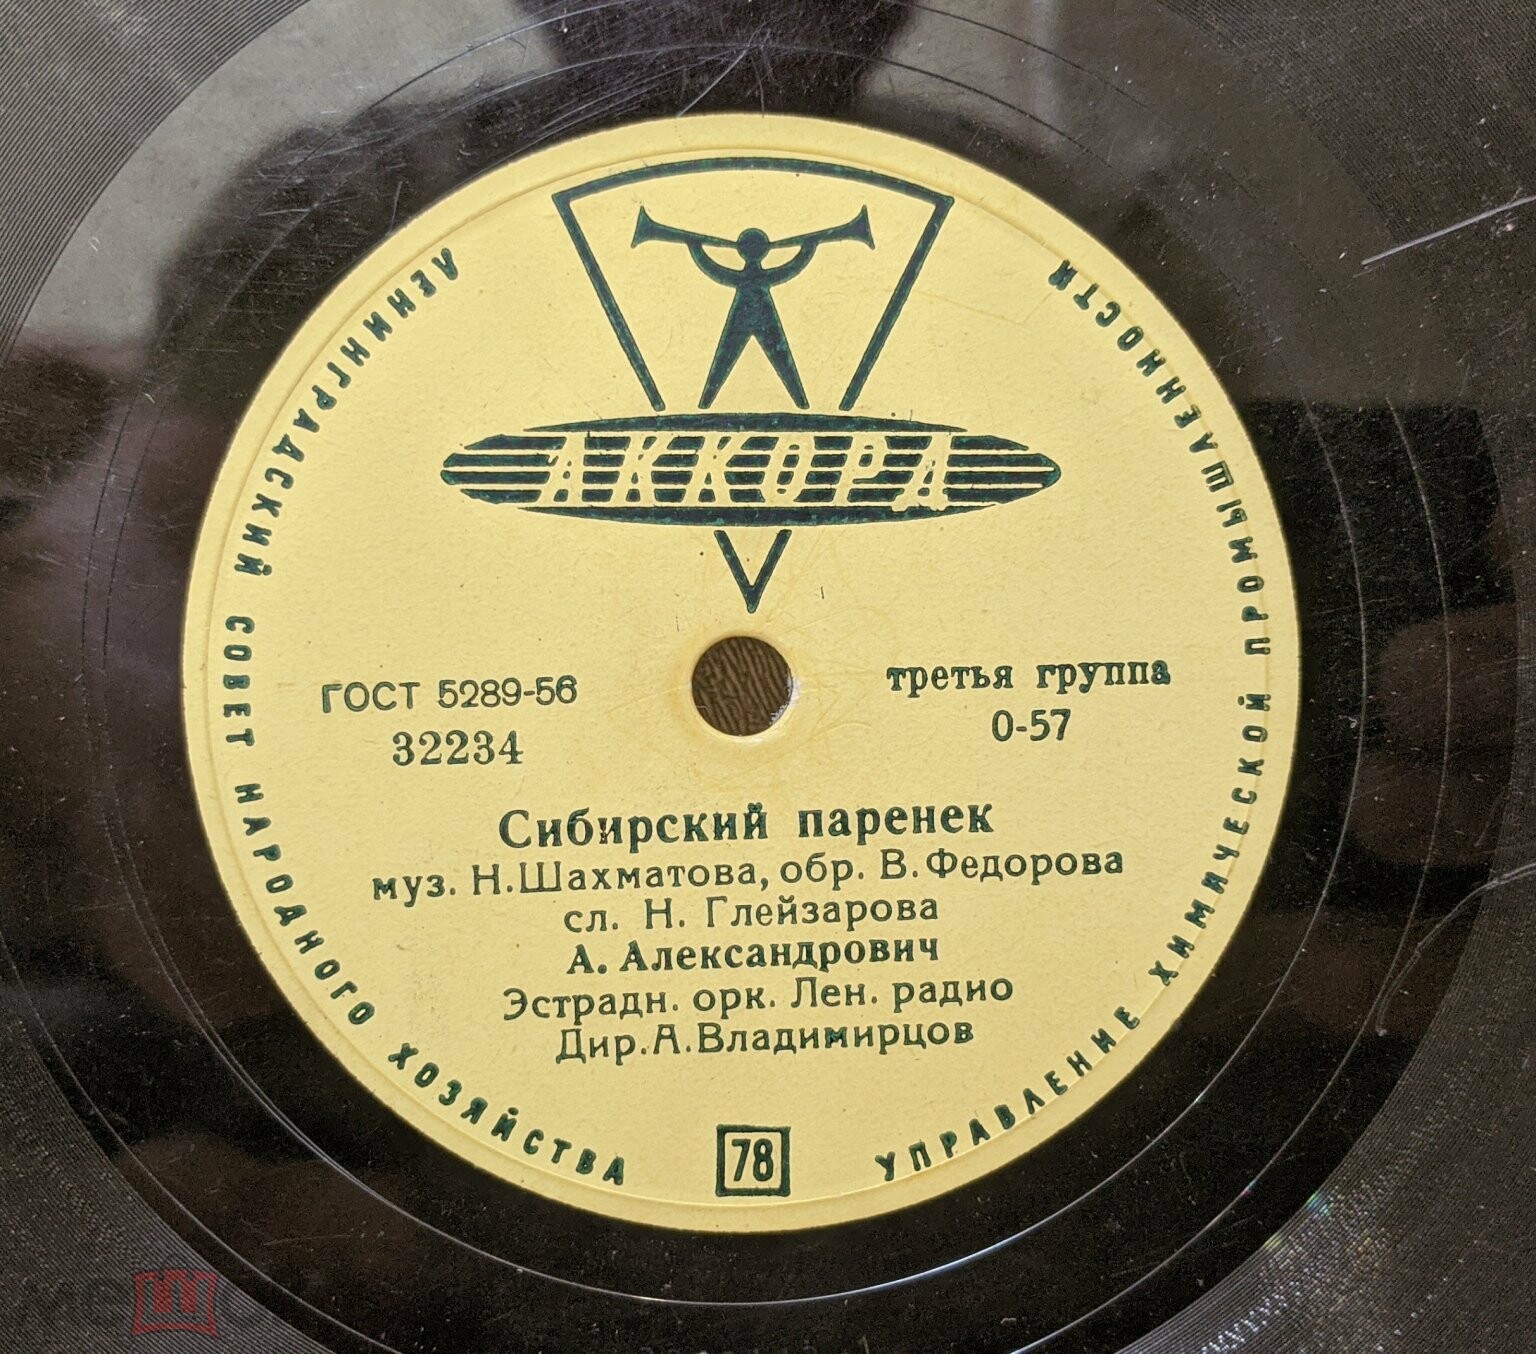 АККОРД
ЛЕНИНГРАДСКИЙ СОВЕТ НАРОДНОГО ХОЗЯЙСТВА
УПРАВЛЕНИЕ ХИМИЧЕСКОЙ ПРОМЫШЛЕННОСТИ
ГОСТ 5289-56
32234
третья группа
0-57
Сибирский паренек
муз. Н.Шахматова, обр. В.Федорова
сл. Н. Глейзарова
А. Александрович
Эстрадн. орк. Лен. радио
Дир.А.Владимирцов
78